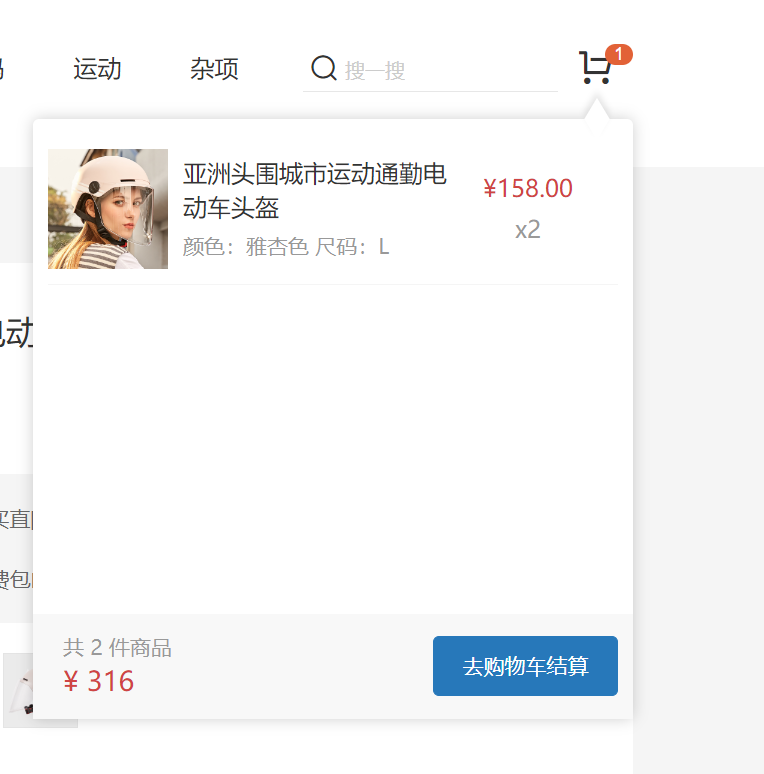 运动
杂项
搜一搜
1
亚洲头围城市运动通勤电
动车头盔
颜色：雅杏色 尺码：L
¥158.00
x2
电动
买直
费包
共 2 件商品
¥ 316
去购物车结算